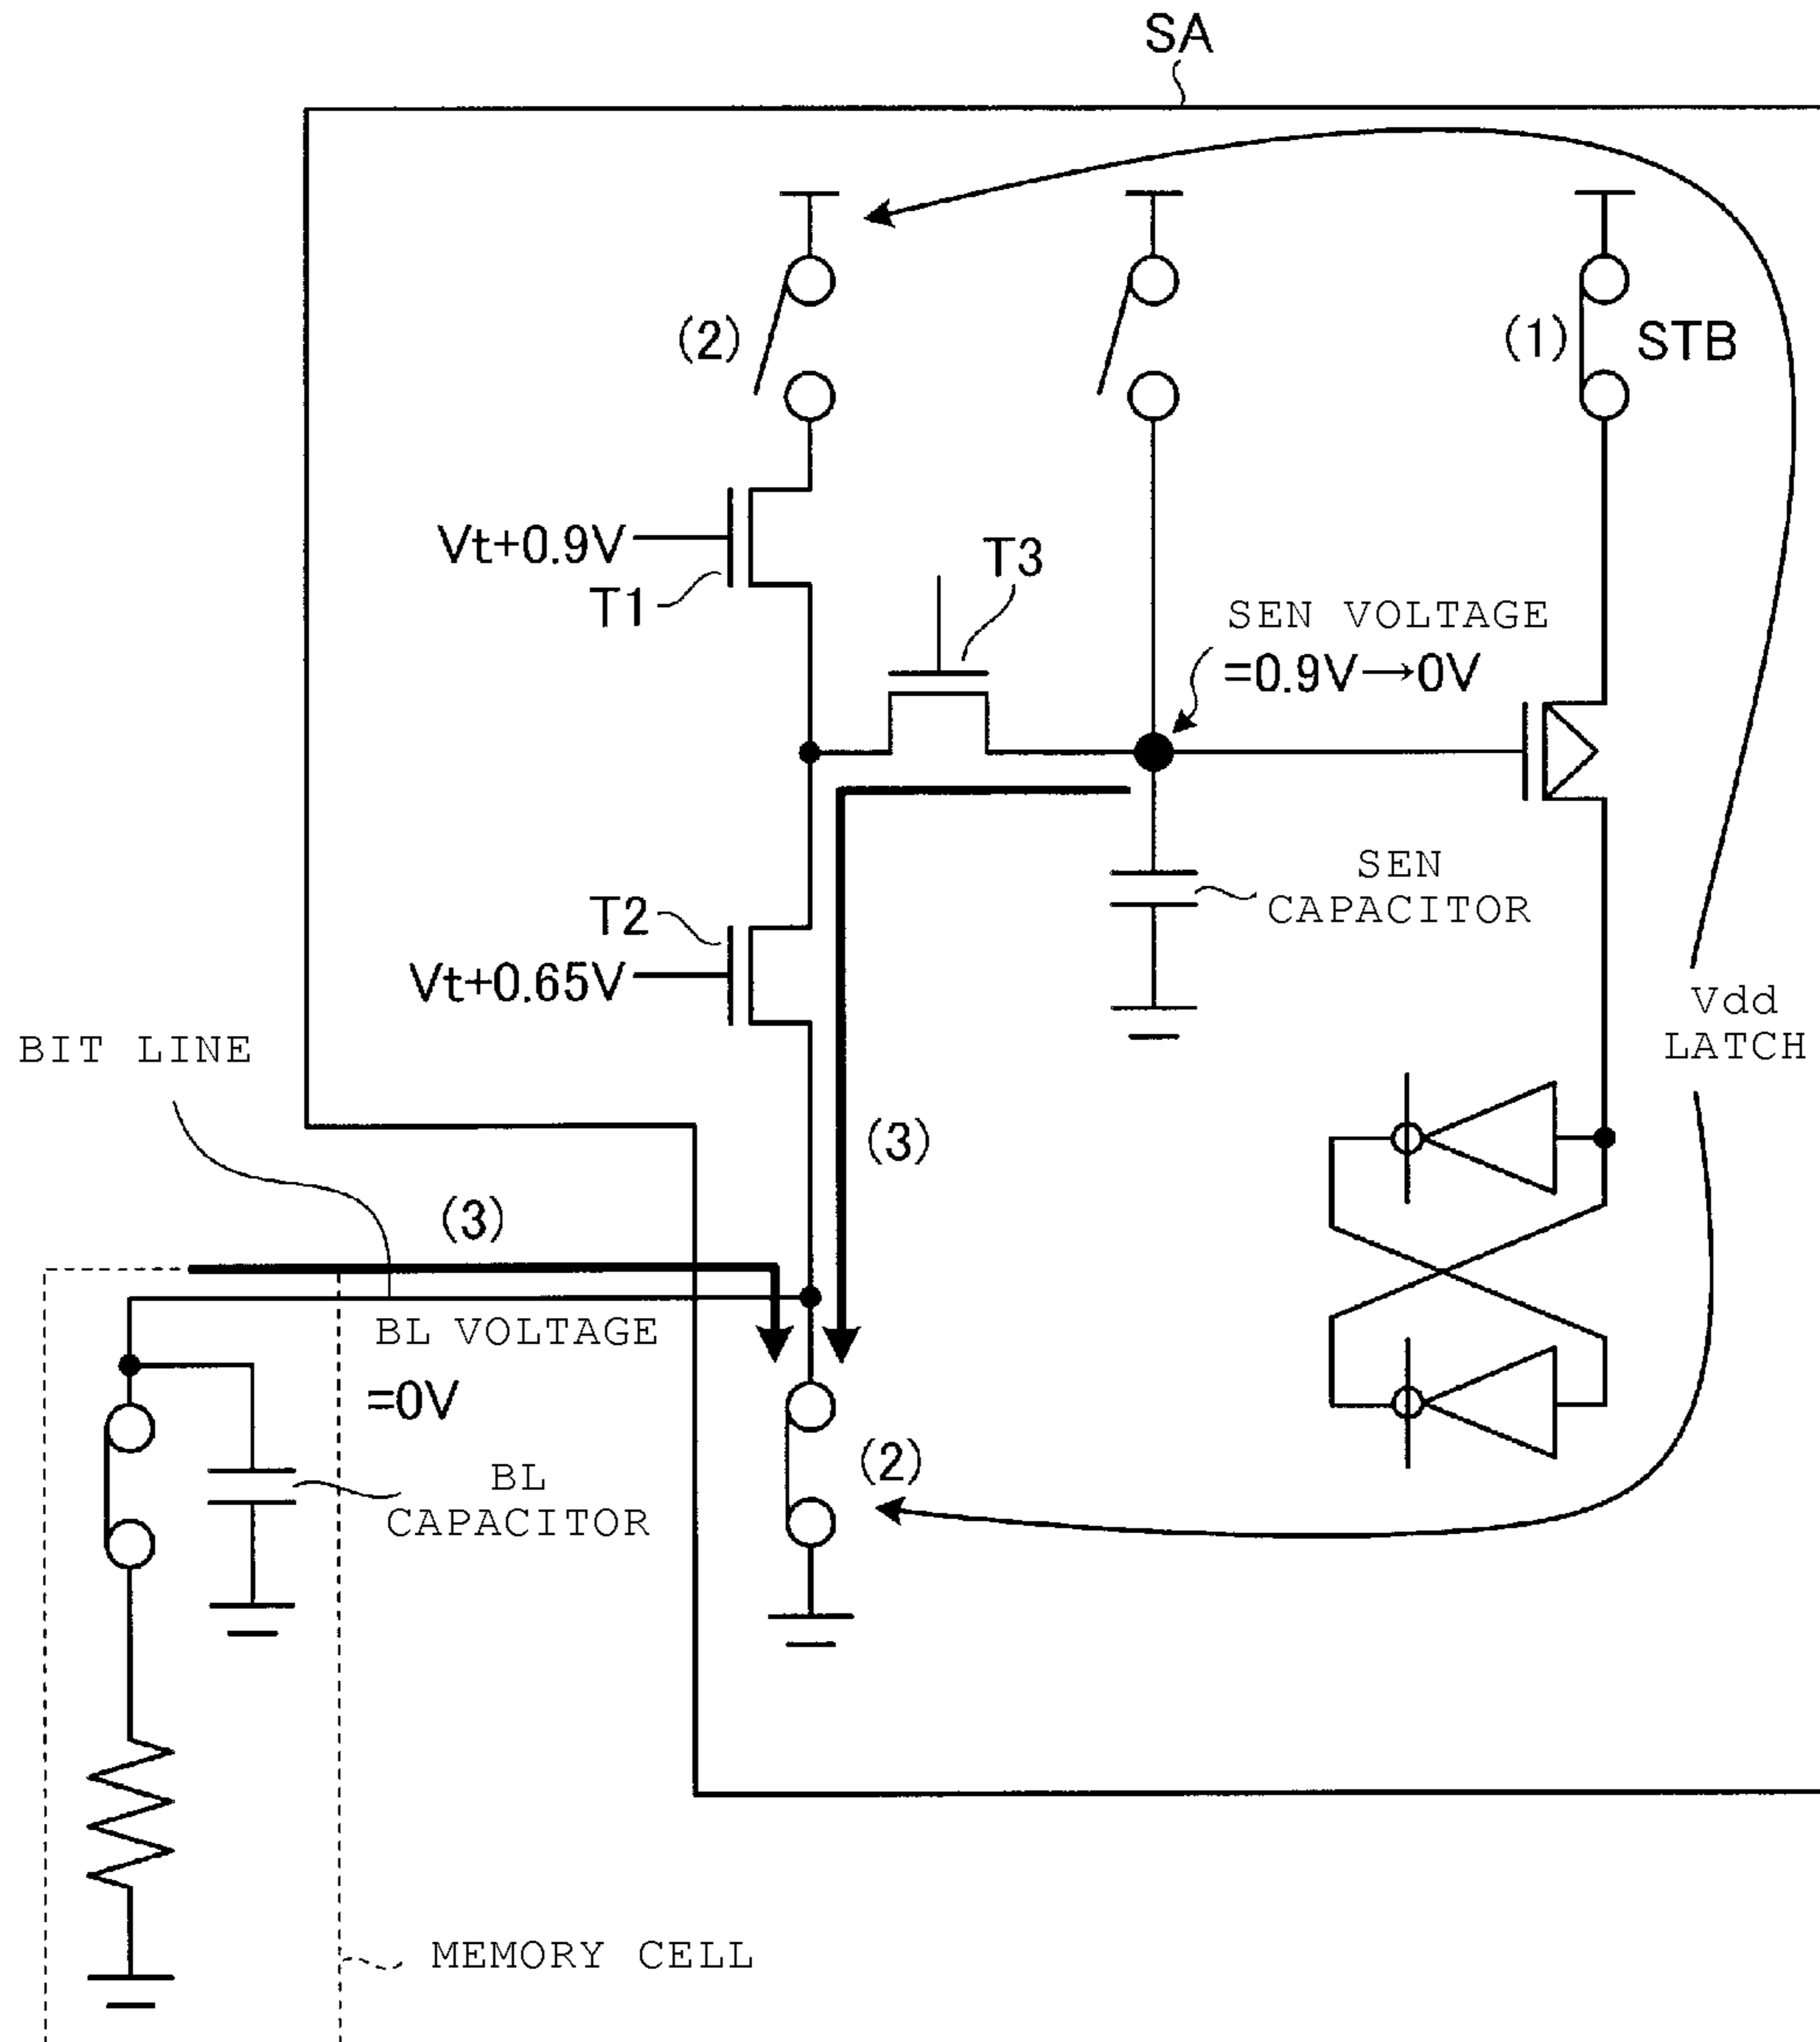 SA
(2)
(1)
STB
Vt+0.9V
T1
T3
SEN VOLTAGE
=0.9V→0V
T2
Vt+0.65V
SEN
CAPACITOR
Vdd
LATCH
BIT LINE
(3)
(3)
BL VOLTAGE
=0V
(2)
BL
CAPACITOR
MEMORY CELL